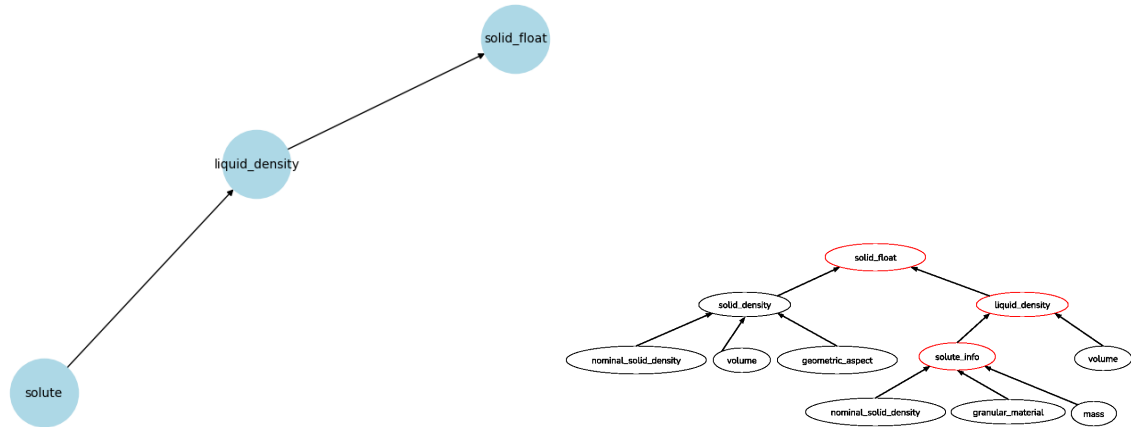 solid_float
liquid_density
solute
solid_float
solid_density
liquid_density
nominal_solid_density
volume
geometric_aspect
solute_info
volume
nominal_solid_density
granular_material
mass